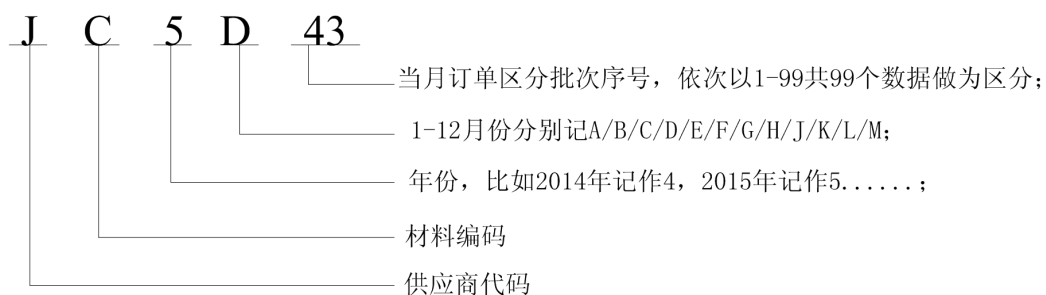 J C 5 D 43
当月订单区分批次序号，依次以1-99共99个数据做为区分；
1-12月份分别记A/B/C/D/E/F/G/H/J/K/L/M；
年份，比如2014年记作4，2015年记作5......；
材料编码
供应商代码